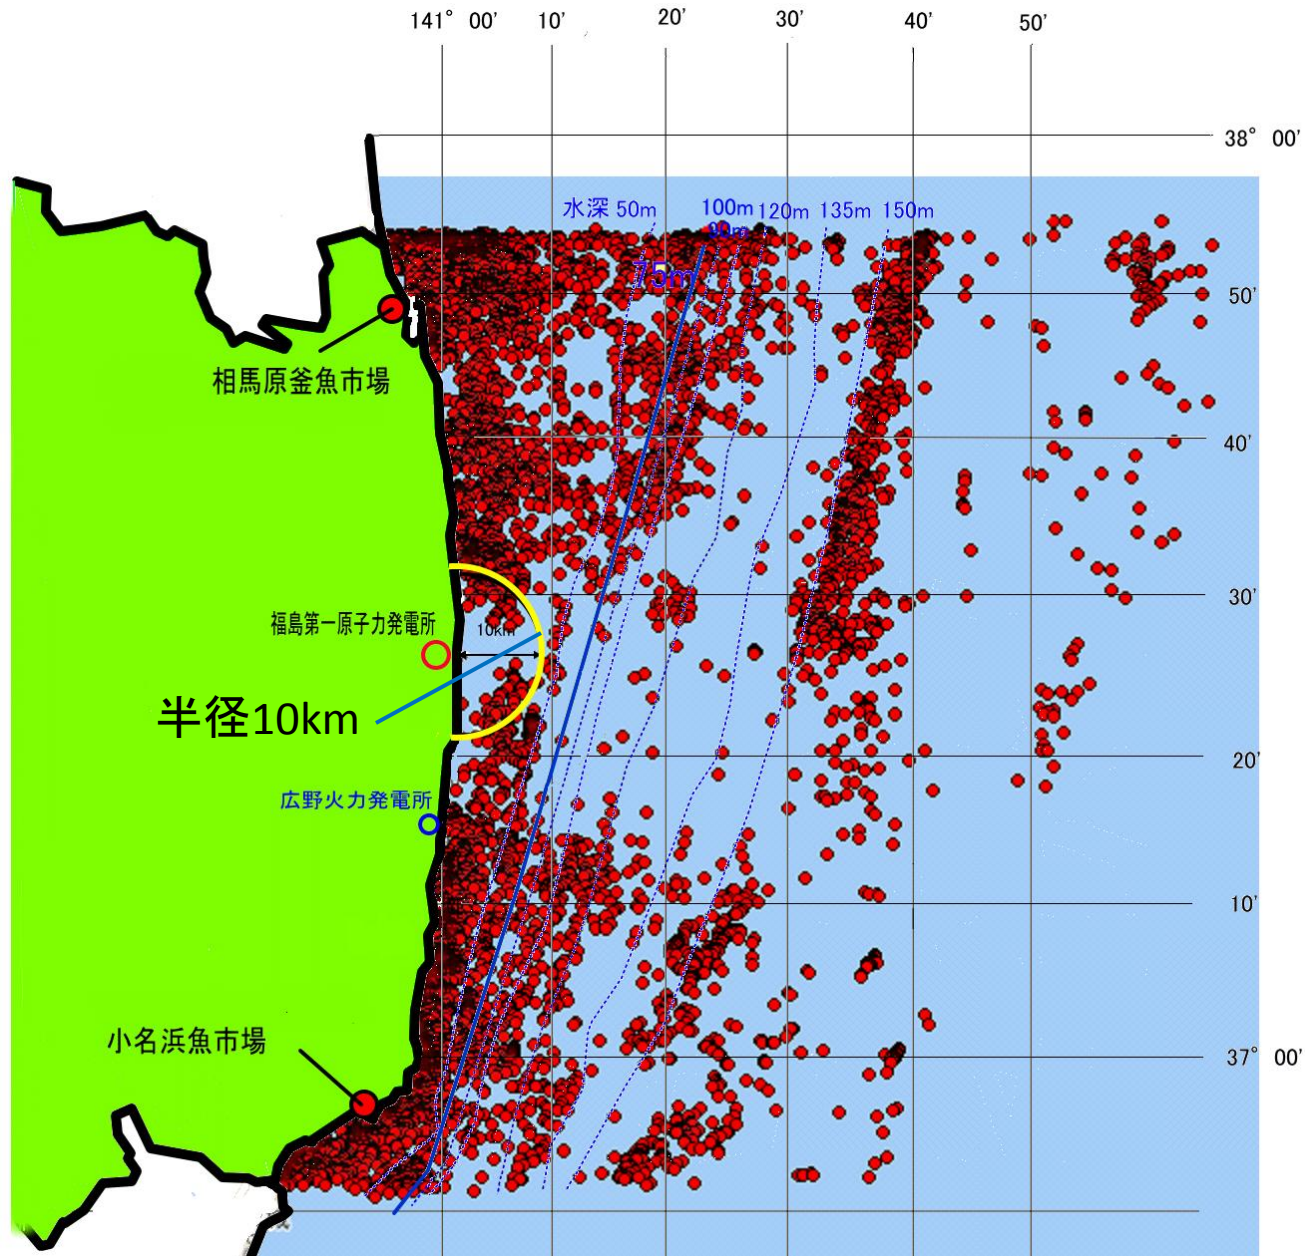 141° 00' 10' 20' 30' 40' 50'
38° 00'
水深 50m 100m 120m 135m 150m
90m
75m
50'
相馬原釜魚市場
40'
30'
福島第一原子力発電所
10km
半径10km
20'
広野火力発電所
10'
小名浜魚市場
37° 00'